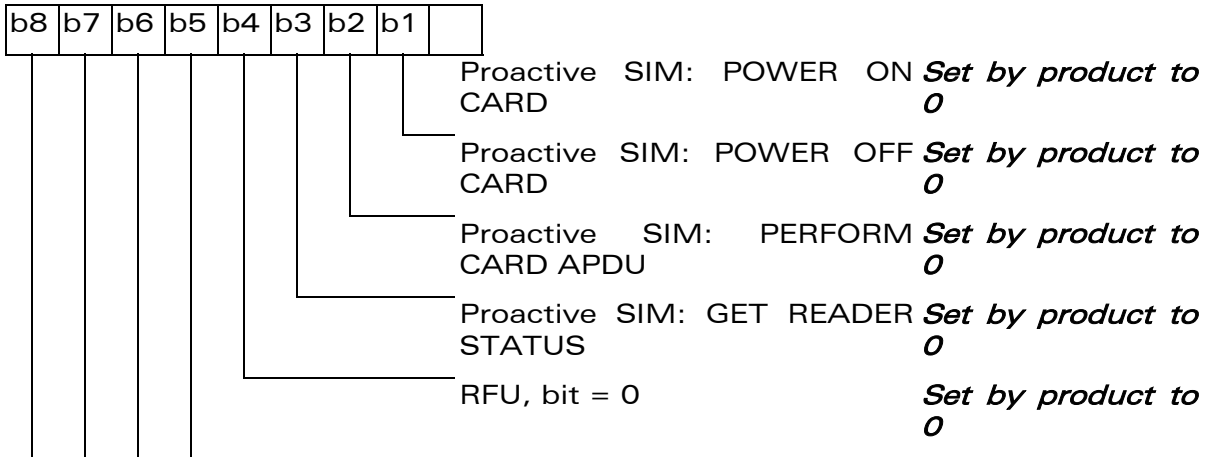 b8 b7 b6 b5 b4 b3 b2 b1
Proactive SIM: POWER ON Set by product to
CARD 0
Proactive SIM: POWER OFF Set by product to
CARD 0
Proactive SIM: PERFORM Set by product to
CARD APDU 0
Proactive SIM: GET READER Set by product to
STATUS 0
RFU, bit = 0 Set by product to
0